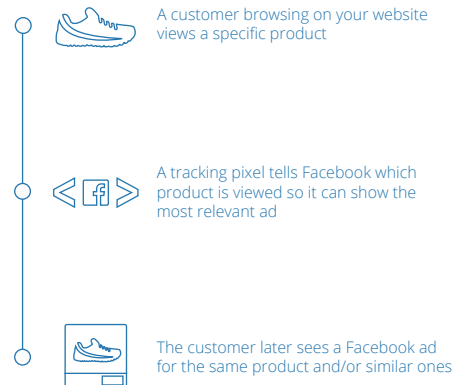 A customer browsing on your website
views a specific product
A tracking pixel tells Facebook which
product is viewed so it can show the
most relevant ad
The customer later sees a Facebook ad
for the same product and/or similar ones